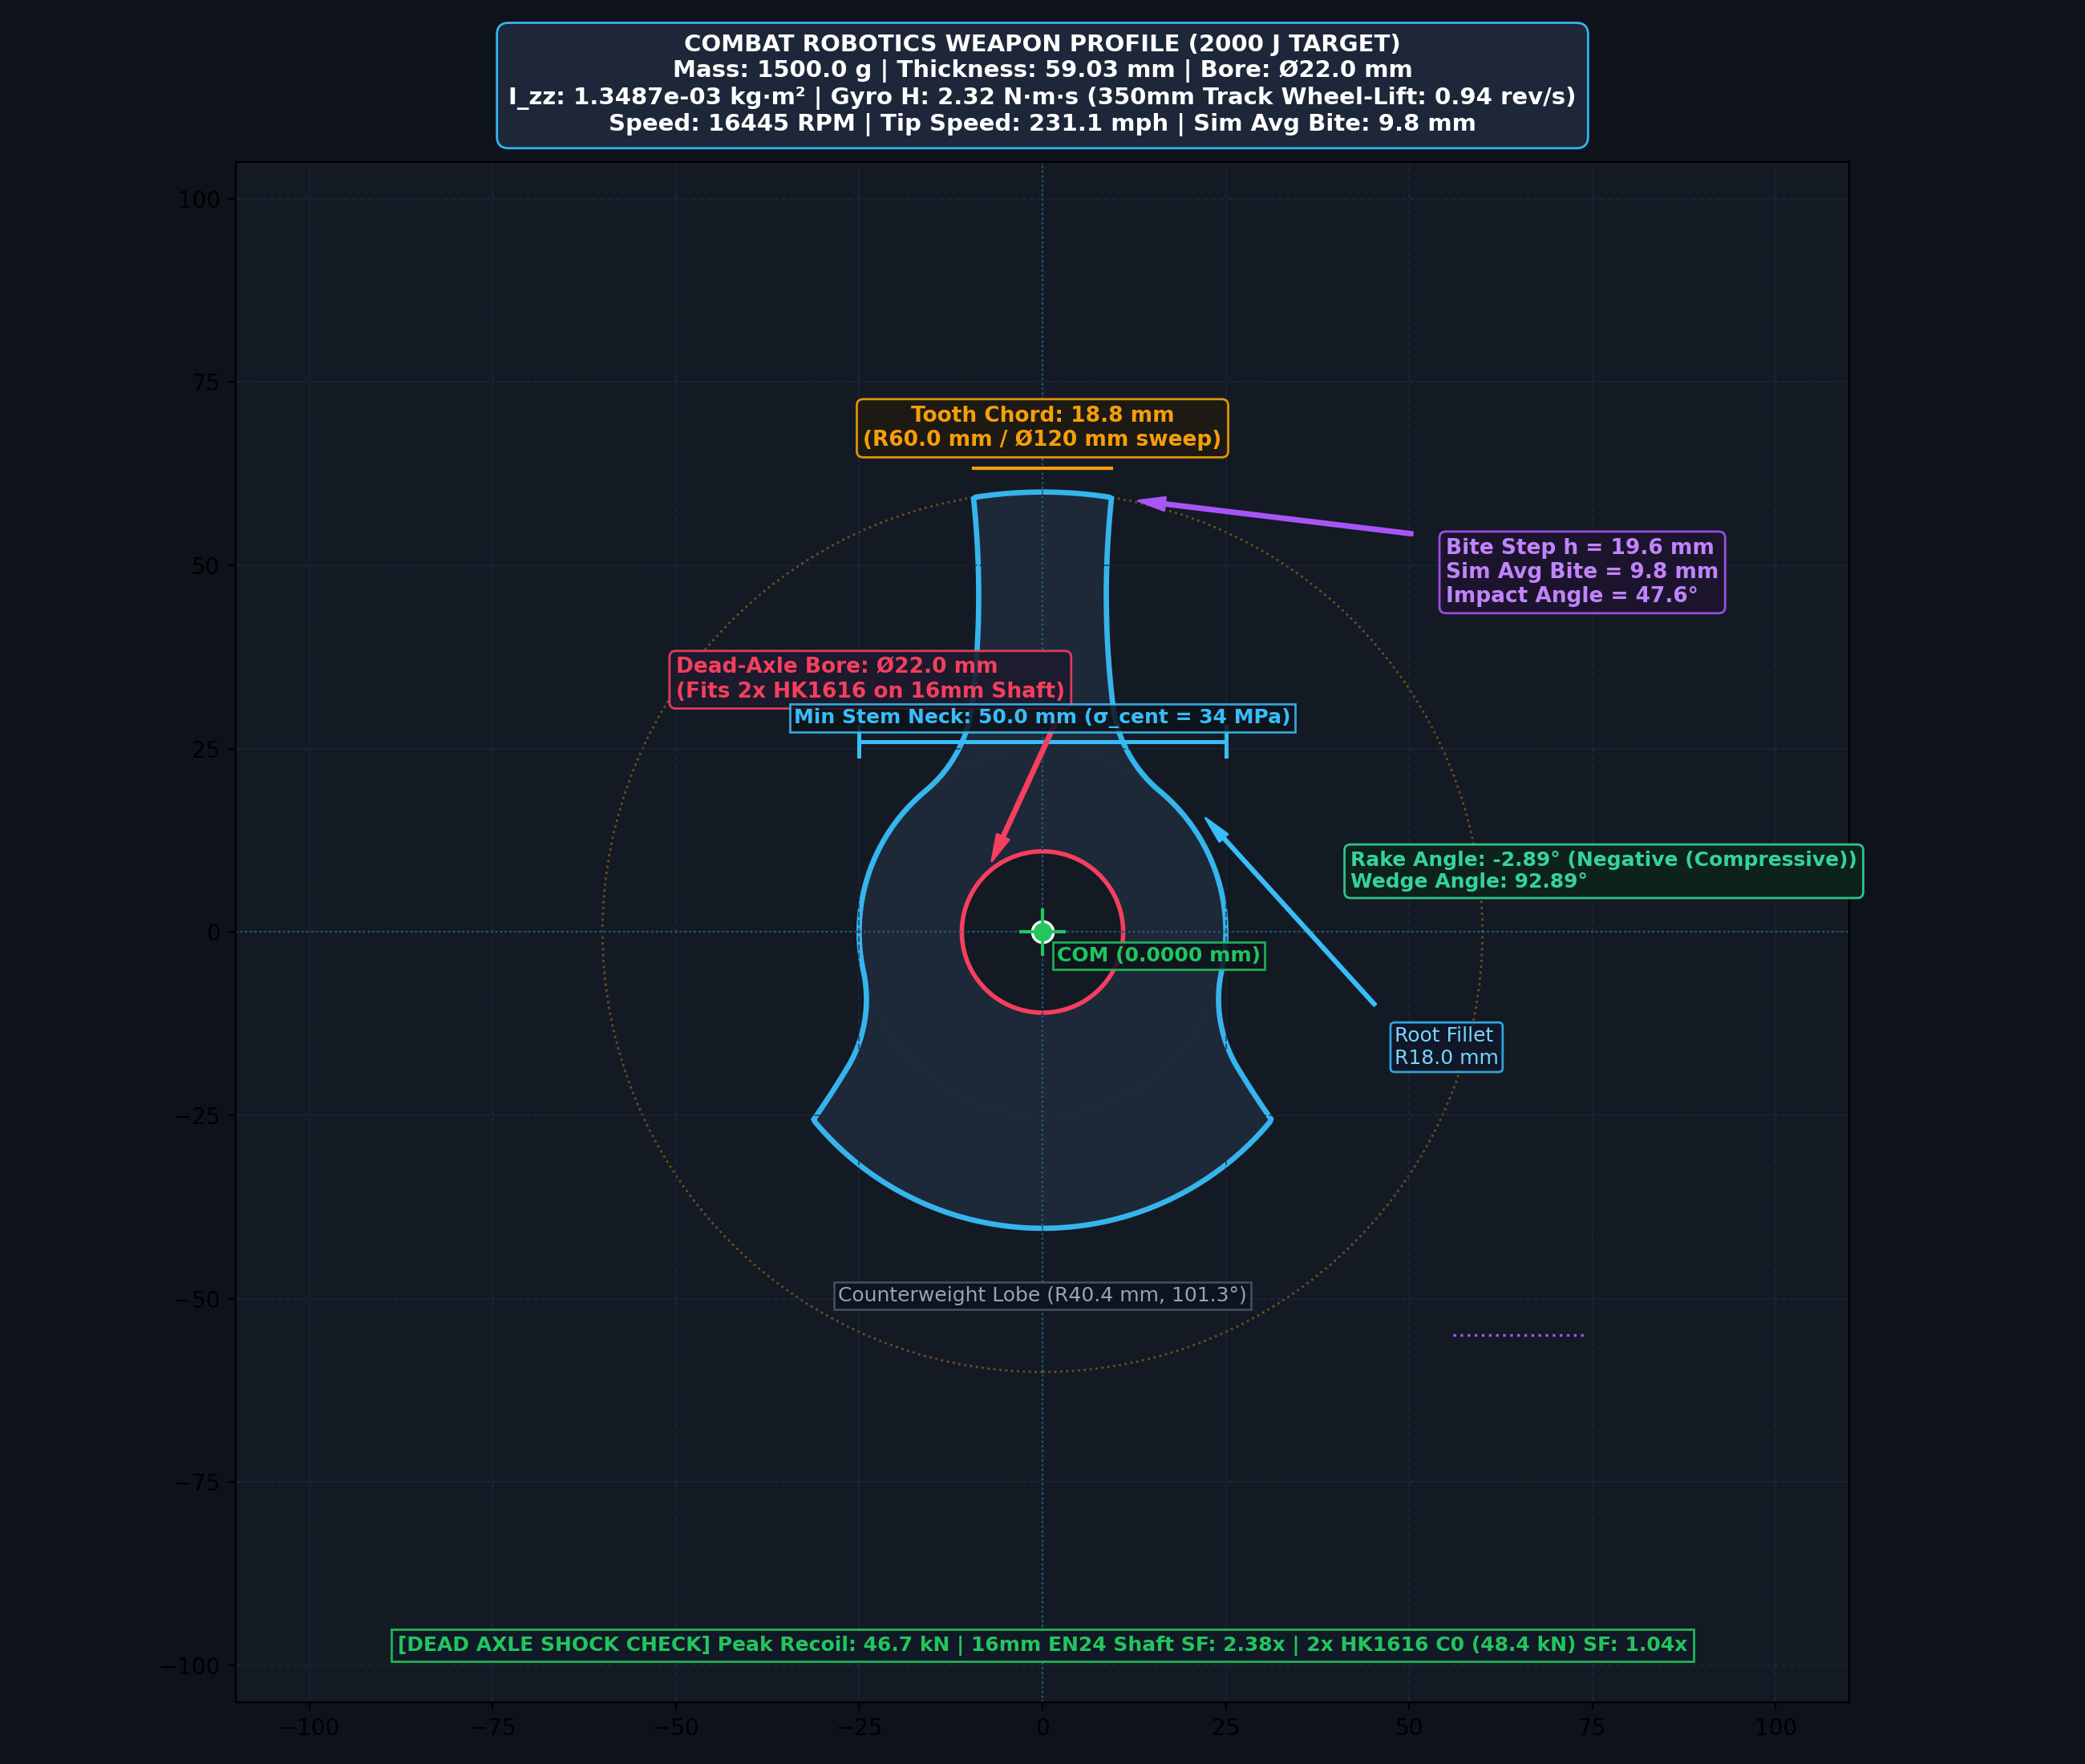 COMBAT ROBOTICS WEAPON PROFILE (2000 J TARGET)
Mass: 1500.0 g | Thickness: 59.03 mm | Bore: Ø22.0 mm
I_zz: 1.3487e-03 kg·m² | Gyro H: 2.32 N·m·s (350mm Track Wheel-Lift: 0.94 rev/s)
Speed: 16445 RPM | Tip Speed: 231.1 mph | Sim Avg Bite: 9.8 mm
100
75
50
25
0
−25
−50
−75
−100
Tooth Chord: 18.8 mm
(R60.0 mm / Ø120 mm sweep)
Bite Step h = 19.6 mm
Sim Avg Bite = 9.8 mm
Impact Angle = 47.6°
Dead-Axle Bore: Ø22.0 mm
(Fits 2x HK1616 on 16mm Shaft)
Min Stem Neck: 50.0 mm (σ_cent = 34 MPa)
Rake Angle: -2.89° (Negative (Compressive))
Wedge Angle: 92.89°
COM (0.0000 mm)
Root Fillet
R18.0 mm
Counterweight Lobe (R40.4 mm, 101.3°)
[DEAD AXLE SHOCK CHECK] Peak Recoil: 46.7 kN | 16mm EN24 Shaft SF: 2.38x | 2x HK1616 C0 (48.4 kN) SF: 1.04x
−100
−75
−50
−25
0
25
50
75
100